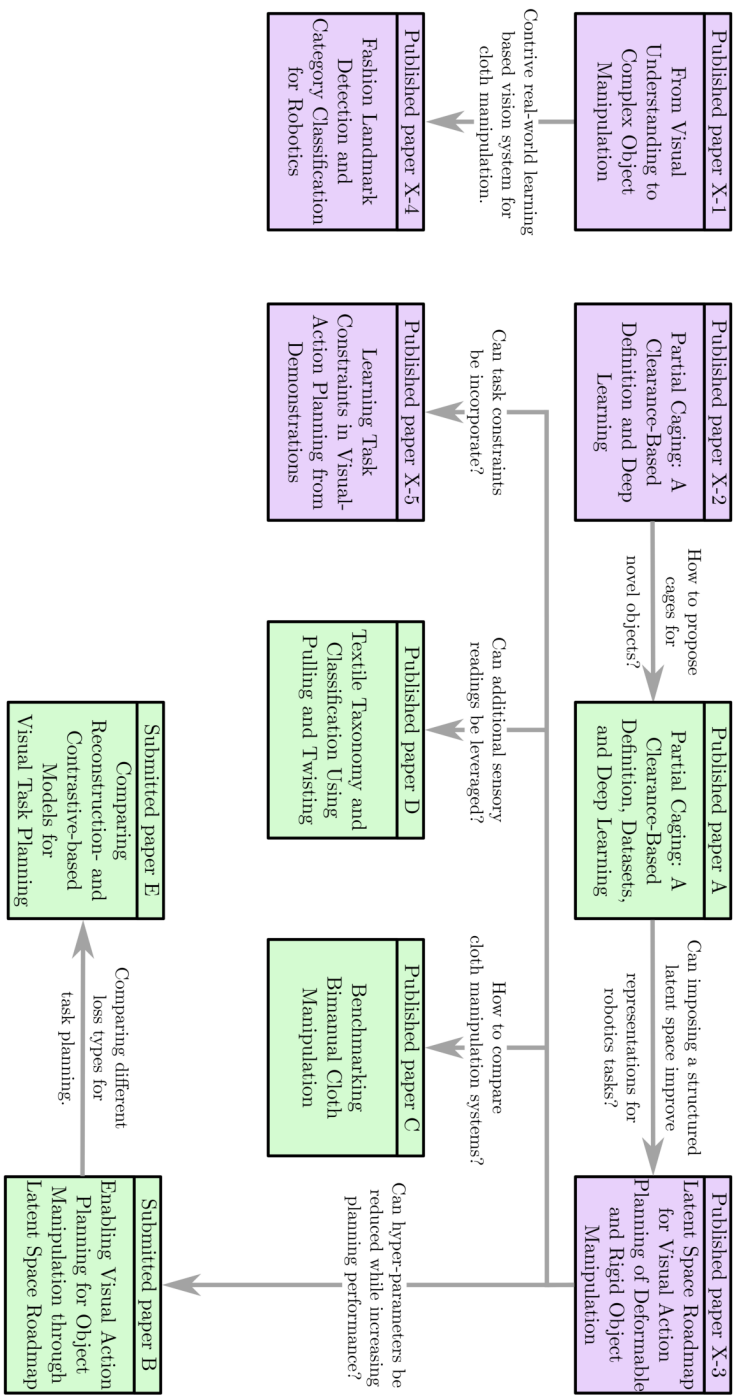 Published paper X-1
From Visual
Understanding to
Complex Object
Manipulation
Contrive real-world learning
based vision system for
cloth manipulation.
Published paper X-4
Fashion Landmark
Detection and
Category Classification
for Robotics
Published paper X-2
Partial Caging: A
Clearance-Based
Definition and Deep
Learning
How to propose
cages for
novel objects?
Published paper A
Partial Caging: A
Clearance-Based
Definition, Datasets,
and Deep Learning
Can imposing a structured
latent space improve
representations for
robotics tasks?
Published paper X-3
Latent Space Roadmap
for Visual Action
Planning of Deformable
and Rigid Object
Manipulation
Can task constraints
be incorporate?
Published paper X-5
Learning Task
Constraints in Visual-
Action Planning from
Demonstrations
Can additional sensory
readings be leveraged?
Published paper D
Textile Taxonomy and
Classification Using
Pulling and Twisting
How to compare
cloth manipulation systems?
Published paper C
Benchmarking
Bimanual Cloth
Manipulation
Can hyper-parameters be
reduced while increasing
planning performance?
Submitted paper B
Enabling Visual Action
Planning for Object
Manipulation through
Latent Space Roadmap
Comparing different
loss types for
task planning.
Submitted paper E
Comparing
Reconstruction- and
Contrastive-based
Models for
Visual Task Planning